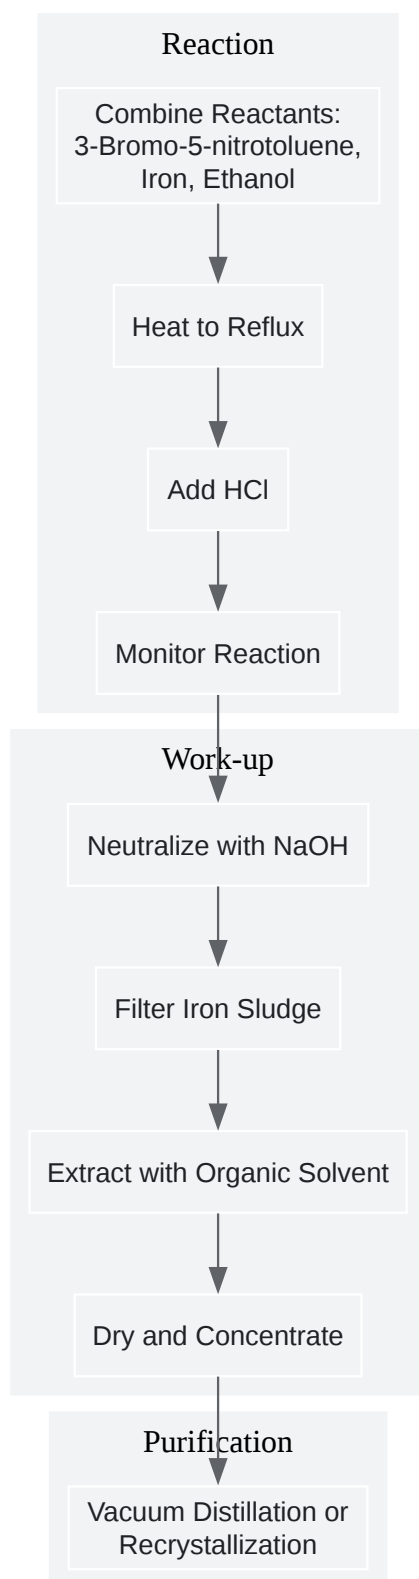 Reaction
Combine Reactants:
3-Bromo-5-nitrotoluene,
Iron, Ethanol
Heat to Reflux
Add HCl
Monitor Reaction
Work-up
Neutralize with NaOH
Filter Iron Sludge
Extract with Organic Solvent
Dry and Concentrate
Purification
Vacuum Distillation or
Recrystallization